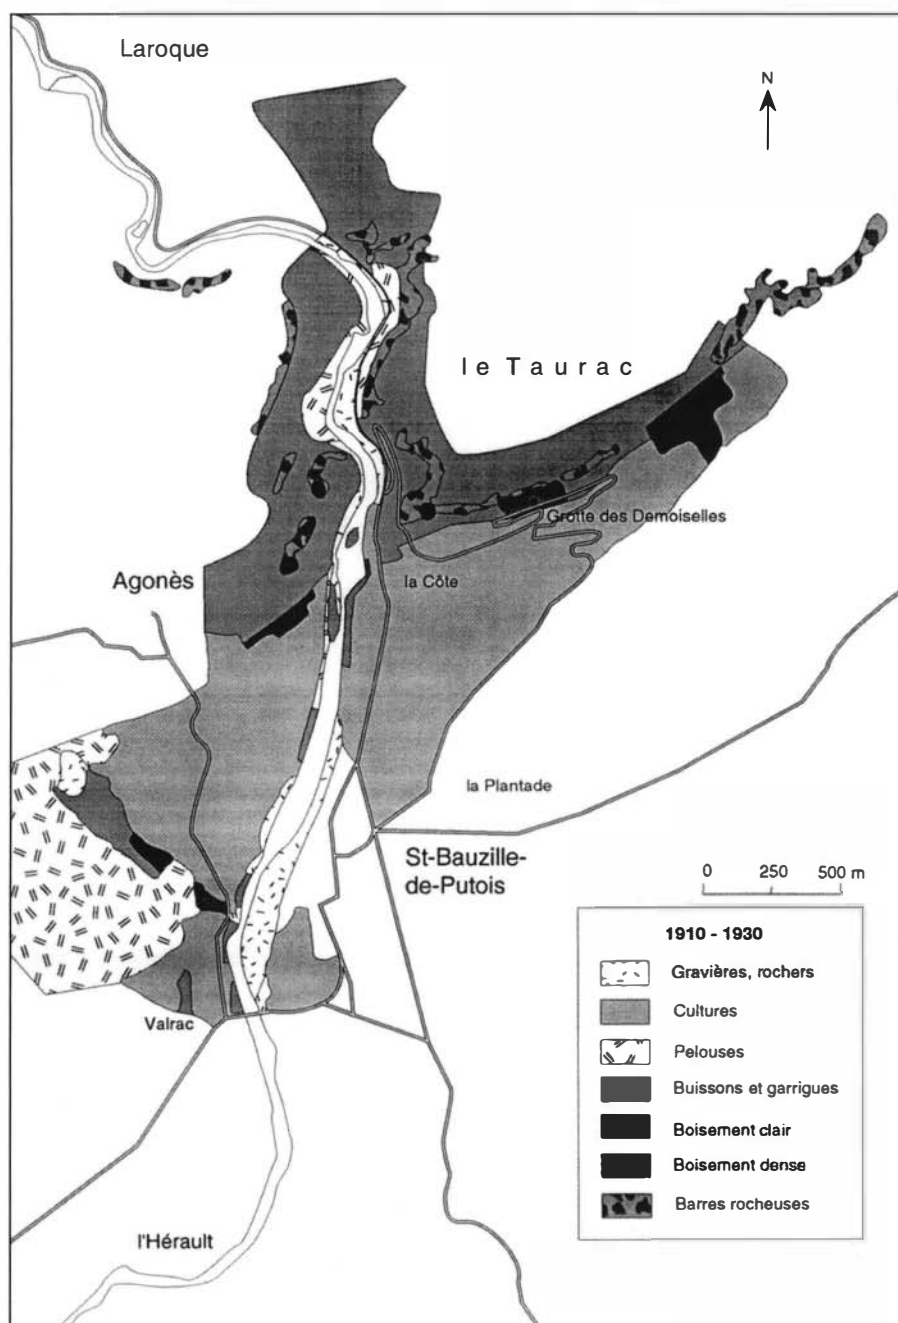 Laroque
N
le Taurac
Grotte des Demoiselles
la Côte
Agonès
la Plantade
St-Bauzille-
de-Putois
0 250 500 m
1910 - 1930
Gravières, rochers
Cultures
Pelouses
Buissons et garrigues
Boisement clair
Boisement dense
Barres rocheuses
Valrac
l'Hérault